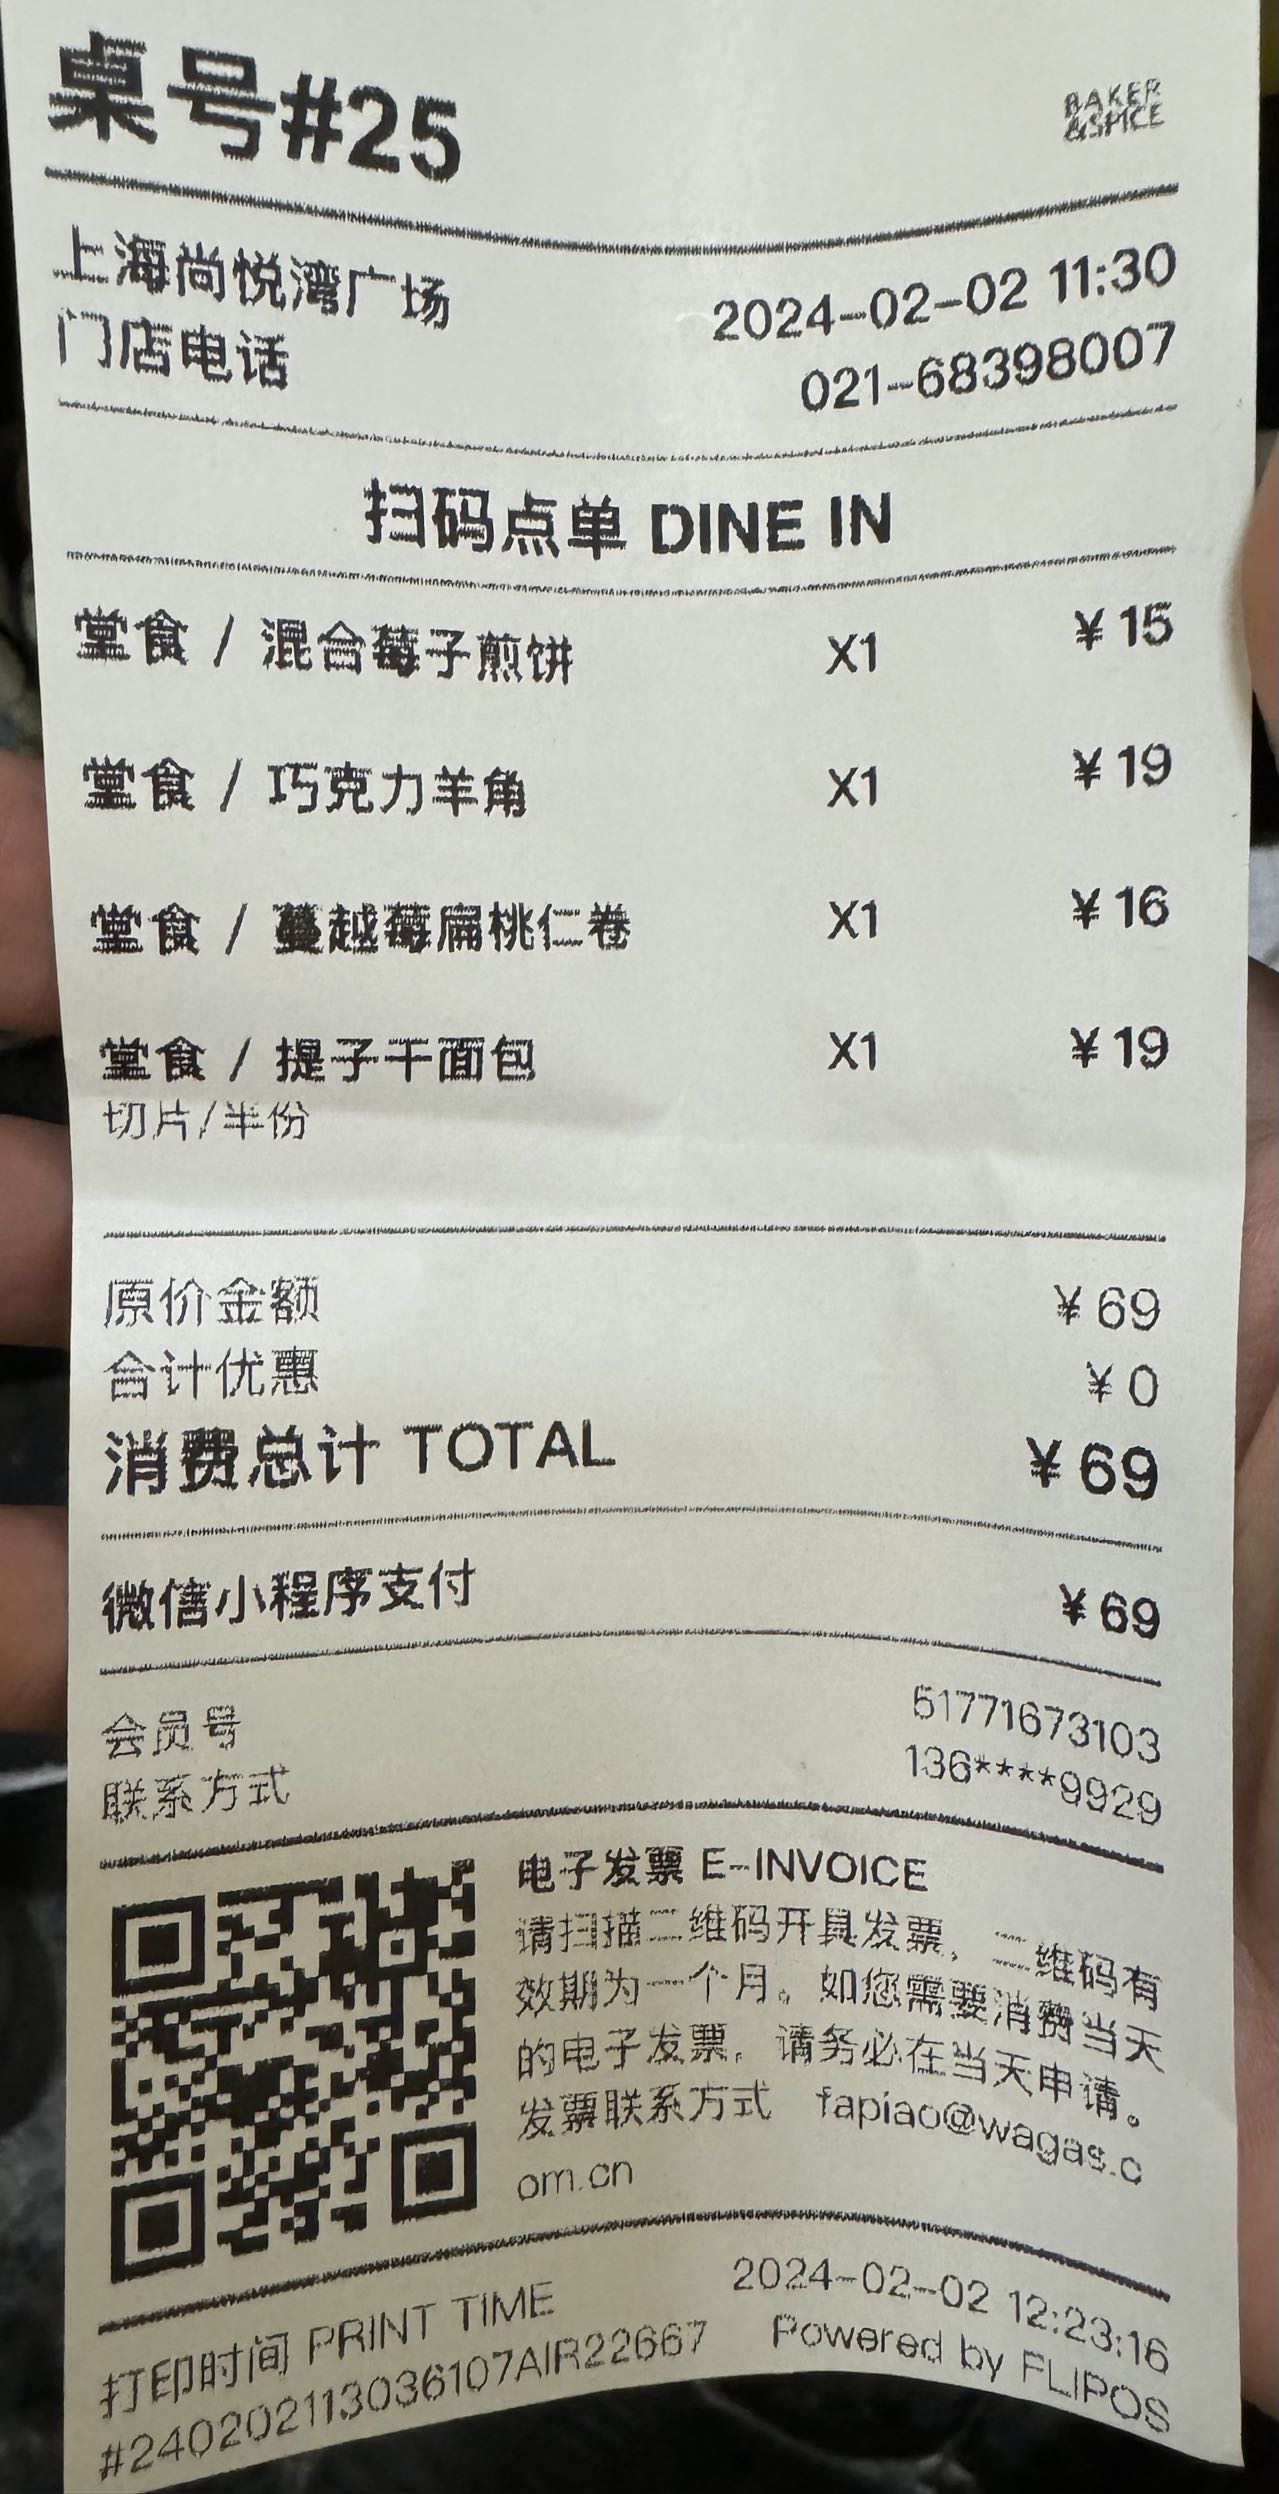 桌号#25
BAKER
&SPICE
上海尚悦湾广场 2024-02-02 11:30
门店电话 021-68398007
扫码点单 DINE IN
堂食 / 混合莓子煎饼 X1 ¥15
堂食 / 巧克力羊角 X1 ¥19
堂食 / 蔓越莓扁桃仁卷 X1 ¥16
堂食 / 提子干面包 X1 ¥19
切片/半份
原价金额 ¥69
合计优惠 ¥0
消费总计 TOTAL ¥69
微信小程序支付 ¥69
会员号 51771673103
联系方式 136****9929
电子发票 E-INVOICE
请扫描二维码开具发票，二维码有
效期为一个月。如您需要消费当天
的电子发票，请务必在当天申请。
发票联系方式 fapiao@wagas.c
om.cn
打印时间 PRINT TIME 2024-02-02 12:23:16
#240202113036107AIR22667 Powered by FLIPOS